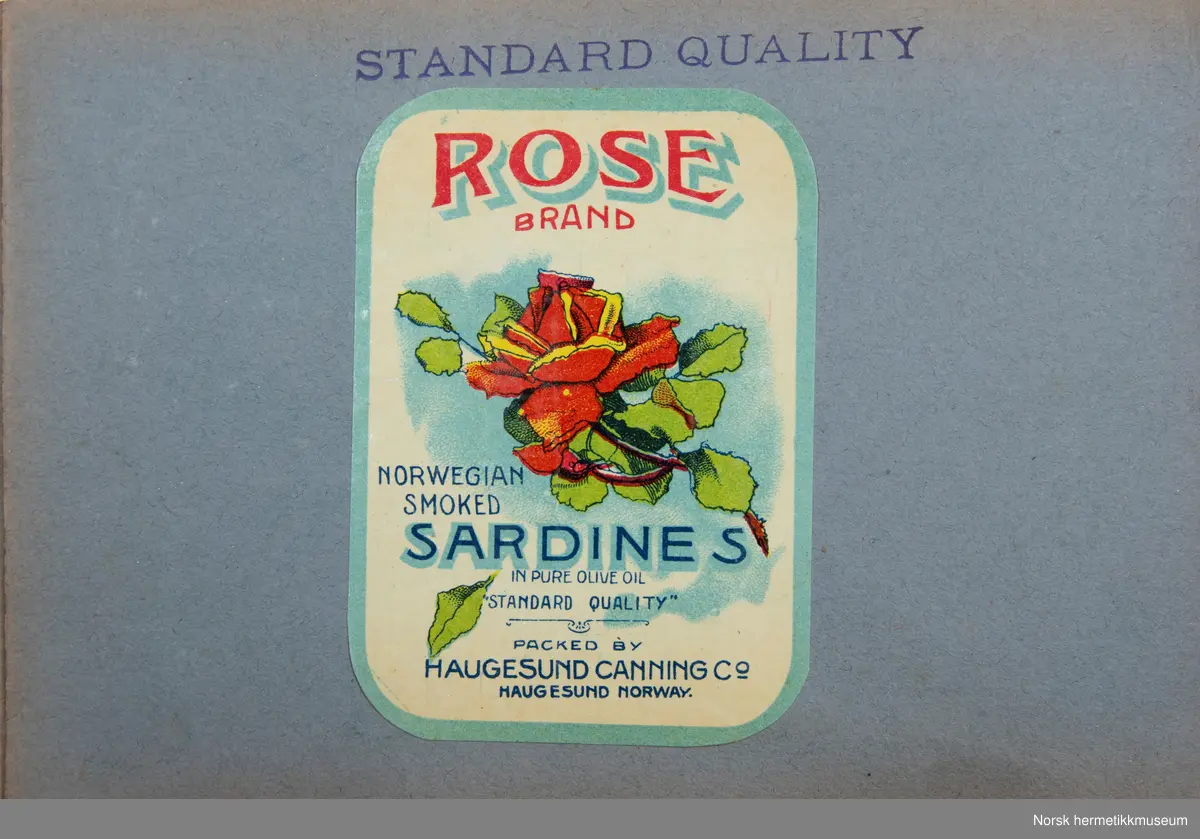 STANDARD QUALITY
ROSE
BRAND
NORWEGIAN
SMOKED
SARDINES
IN PURE OLIVE OIL
"STANDARD QUALITY"
PACKED BY
HAUGESUND CANNING Co
HAUGESUND NORWAY.
Norsk hermetikkmuseum